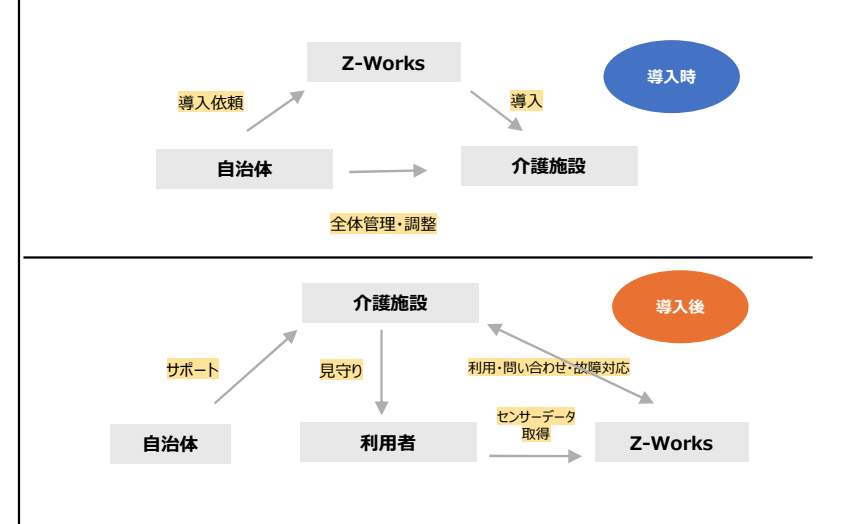 Z-Works
導入時
導入依頼
導入
自治体
介護施設
全体管理・調整
介護施設
導入後
サポート
見守り
利用・問い合わせ・故障対応
センサーデータ
取得
自治体
利用者
Z-Works